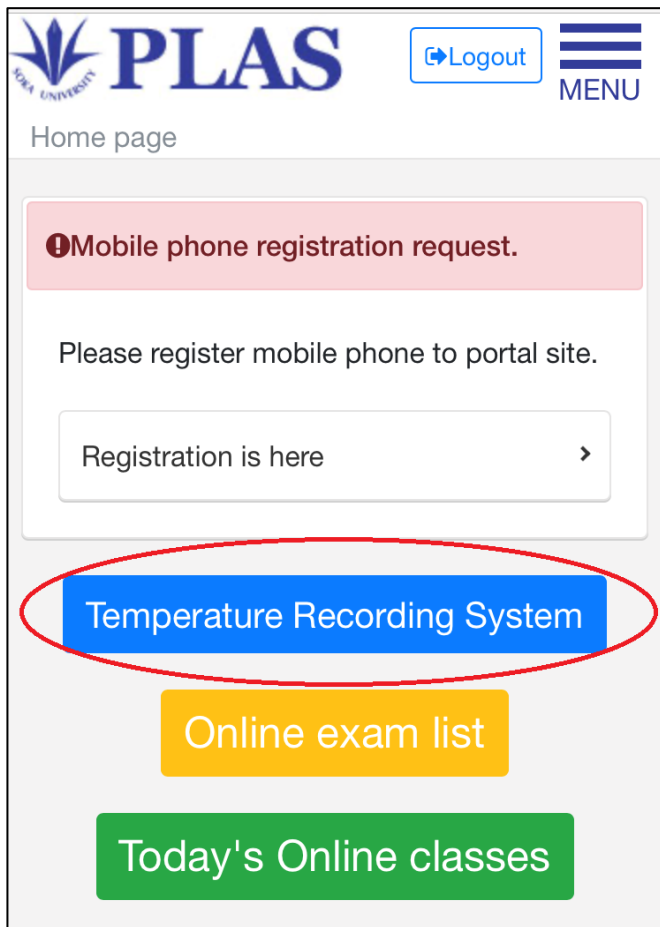 SOKA UNIVERSITY
PLAS
Logout
MENU
Home page
Mobile phone registration request.
Please register mobile phone to portal site.
Registration is here
Temperature Recording System
Online exam list
Today's Online classes